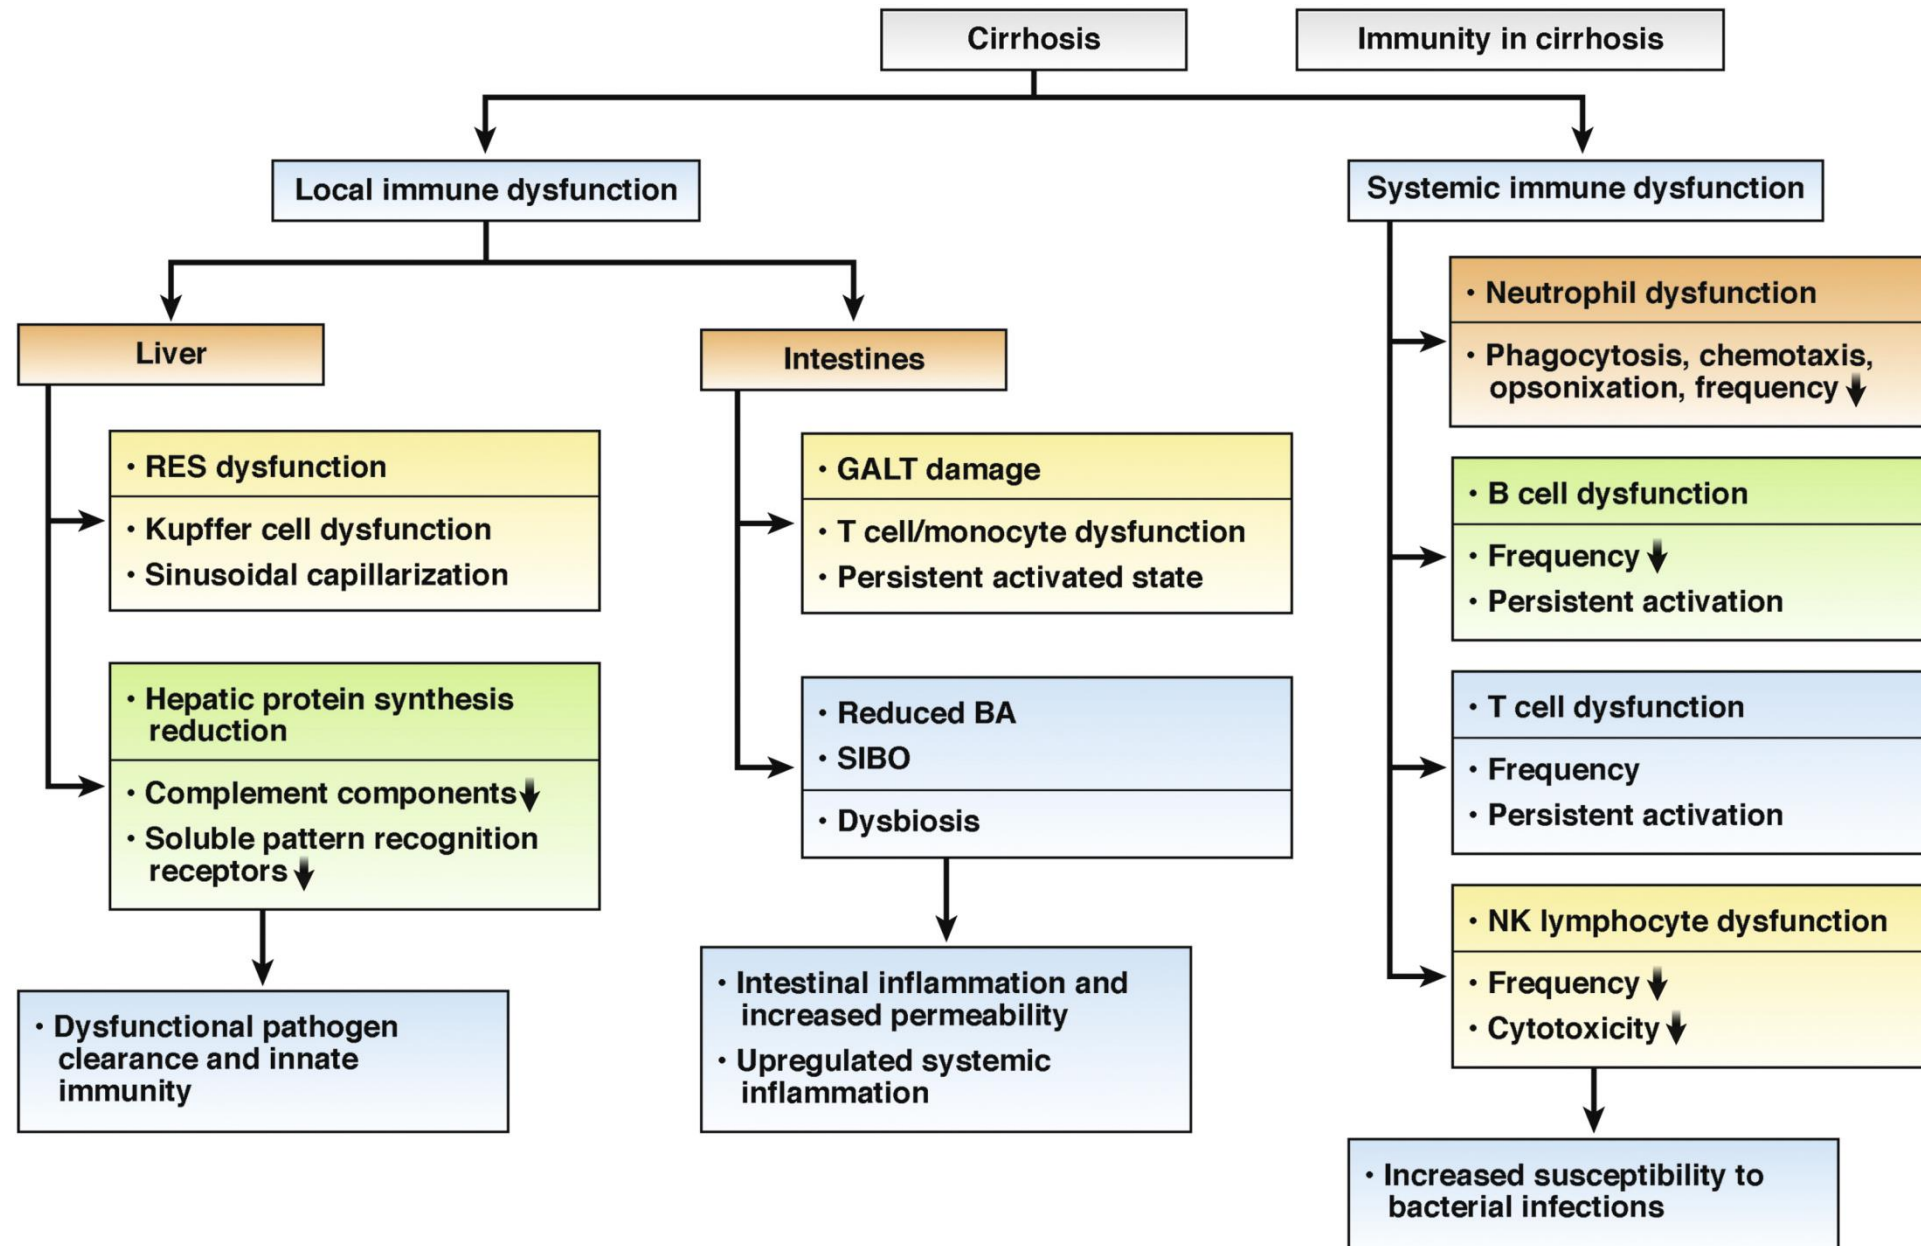 Cirrhosis
Immunity in cirrhosis
Local immune dysfunction
Systemic immune dysfunction
Liver
• RES dysfunction
• Kupffer cell dysfunction
• Sinusoidal capillarization
• Hepatic protein synthesis
reduction
• Complement components
• Soluble pattern recognition
receptors
• Dysfunctional pathogen
clearance and innate
immunity
Intestines
• GALT damage
• T cell/monocyte dysfunction
• Persistent activated state
• Reduced BA
• SIBO
• Dysbiosis
• Intestinal inflammation and
increased permeability
• Upregulated systemic
inflammation
• Neutrophil dysfunction
• Phagocytosis, chemotaxis,
opsonixation, frequency
• B cell dysfunction
• Frequency
• Persistent activation
• T cell dysfunction
• Frequency
• Persistent activation
• NK lymphocyte dysfunction
• Frequency
• Cytotoxicity
• Increased susceptibility to
bacterial infections